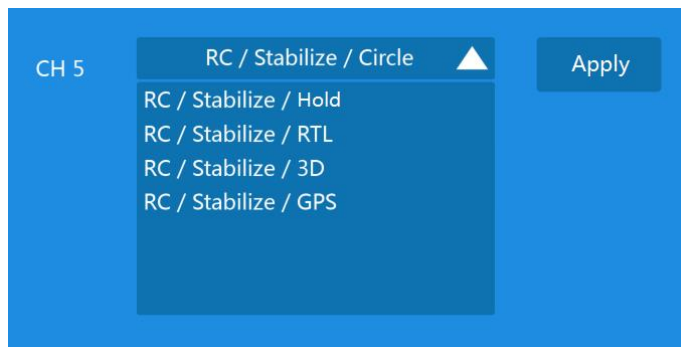 CH 5
RC / Stabilize / Circle
Apply
RC / Stabilize / Hold
RC / Stabilize / RTL
RC / Stabilize / 3D
RC / Stabilize / GPS